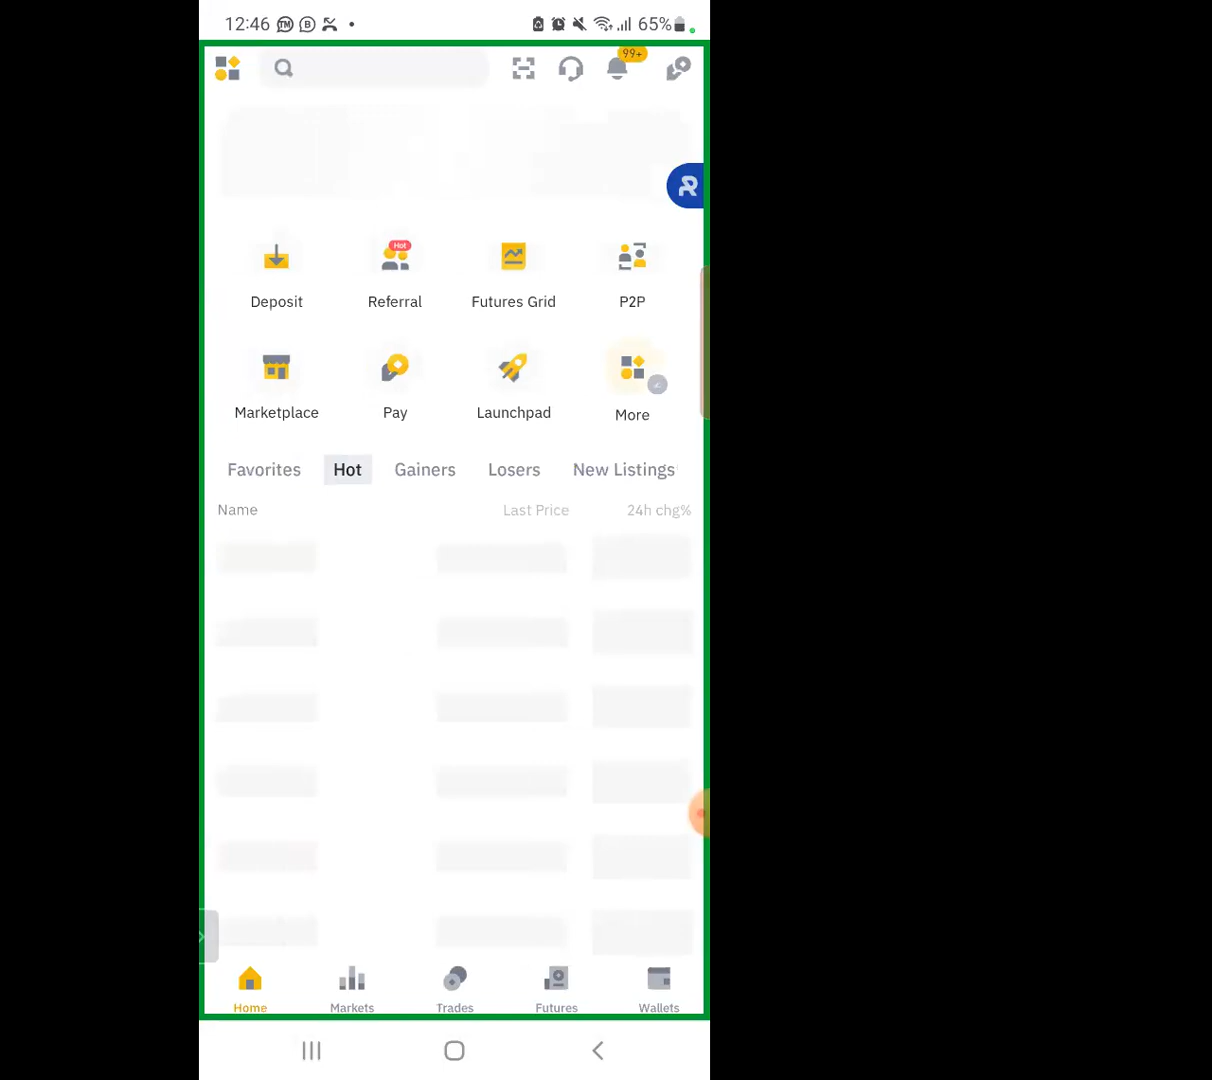 12:46 65%
99+
Hot
Deposit Referral Futures Grid P2P
Marketplace Pay Launchpad More
Favorites Hot Gainers Losers New Listings
Name Last Price 24h chg%
Home Markets Trades Futures Wallets